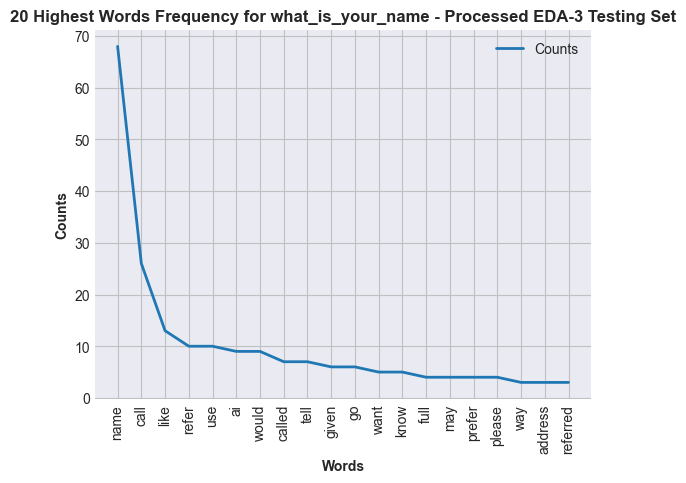 20 Highest Words Frequency for what_is_your_name - Processed EDA-3 Testing Set
Counts
70
60
50
40
30
20
10
0
Counts
name
call
like
refer
use
ai
would
called
tell
given
go
want
know
full
may
prefer
please
way
address
referred
Words